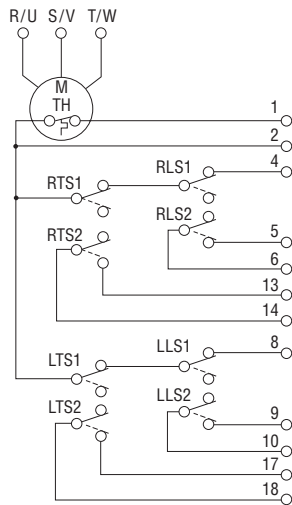 R/U S/V T/W
M
TH
1
2
4
RLS1
RTS1
RLS2
RTS2
5
6
13
14
8
LTS1 LLS1
LTS2 LLS2
9
10
17
18